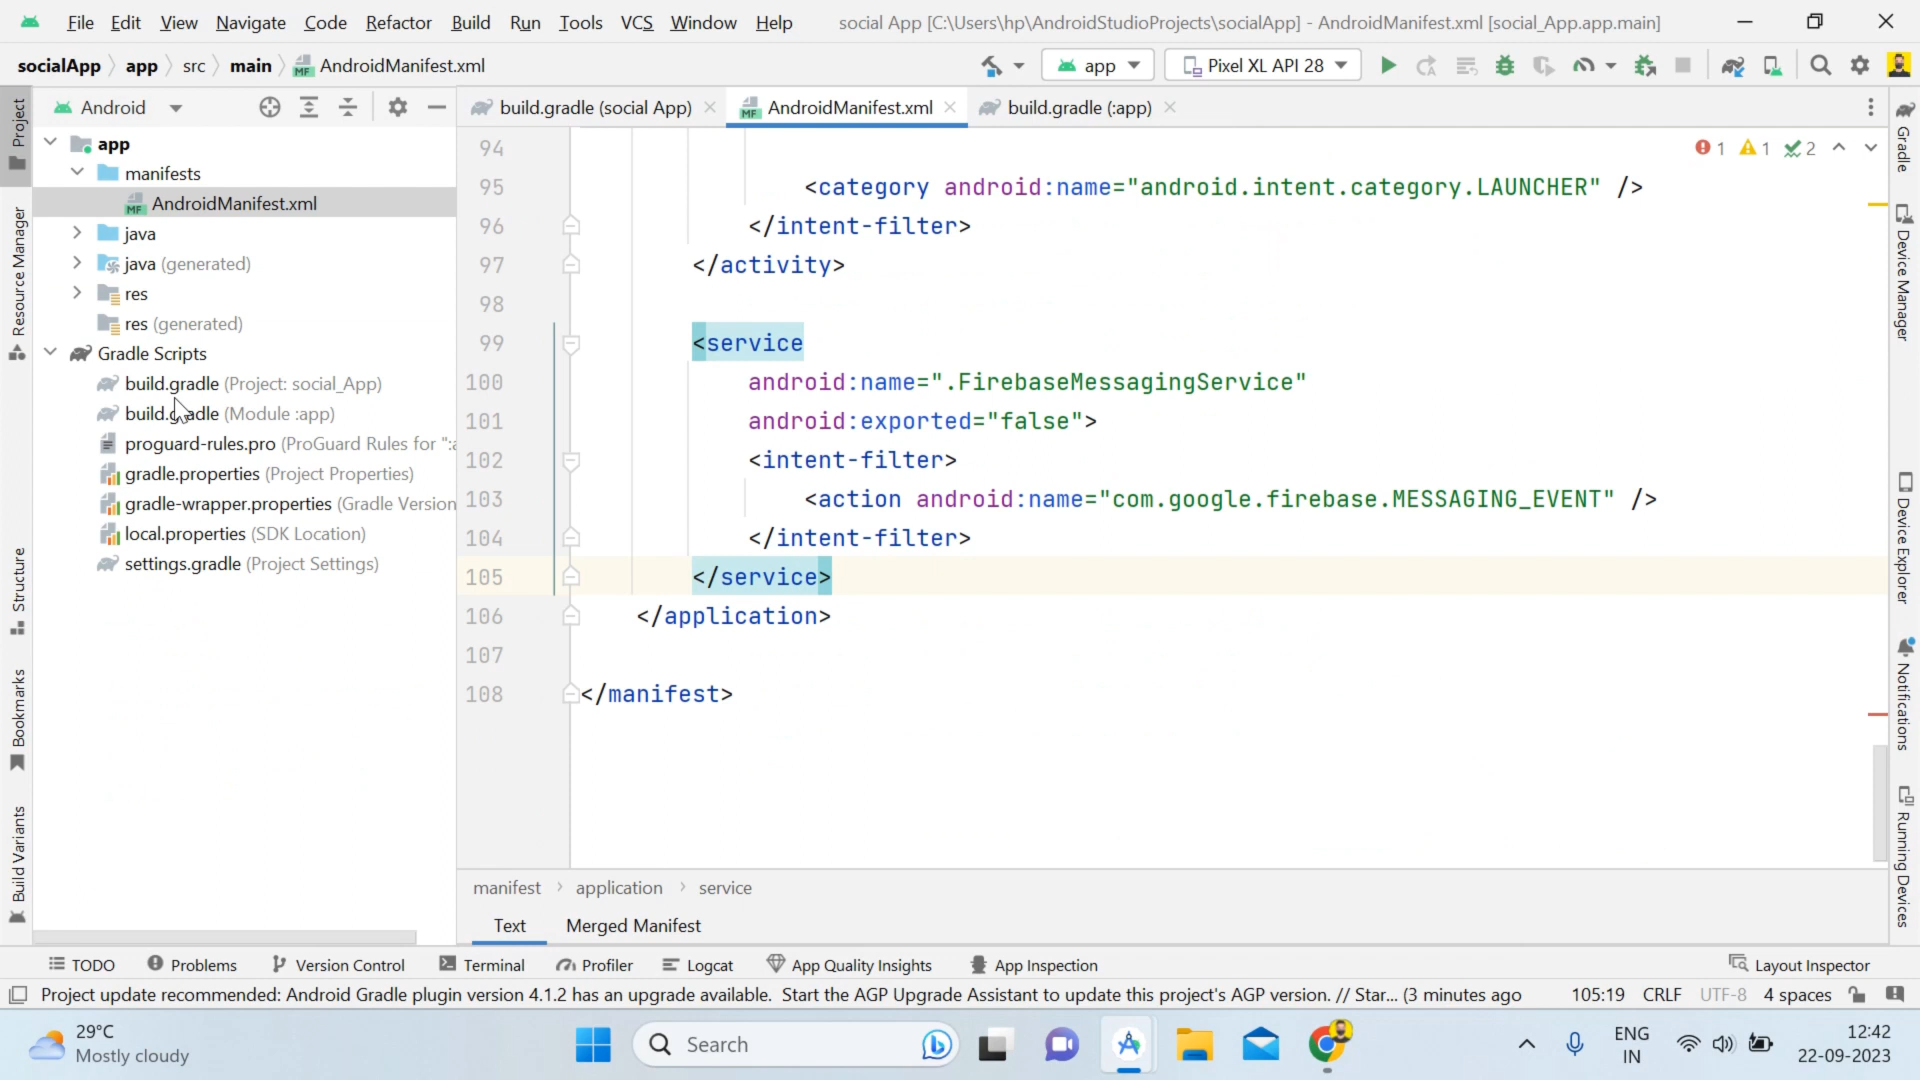 File Edit View Navigate Code Refactor Build Run Tools VCS Window Help social App [C:\Users\hp\AndroidStudioProjects\socialApp] - AndroidManifest.xml [social_App.app.main]
socialApp app src main AndroidManifest.xml app Pixel XL API 28
Project
Resource Manager
Structure
Bookmarks
Build Variants
Android
app
manifests
AndroidManifest.xml
java
java (generated)
res
res (generated)
Gradle Scripts
build.gradle (Project: social_App)
build.gradle (Module :app)
proguard-rules.pro (ProGuard Rules for ":a
gradle.properties (Project Properties)
gradle-wrapper.properties (Gradle Version
local.properties (SDK Location)
settings.gradle (Project Settings)
build.gradle (social App) AndroidManifest.xml build.gradle (:app)
1 1 2
94
95 <category android:name="android.intent.category.LAUNCHER" />
96 </intent-filter>
97 </activity>
98
99 <service
100 android:name=".FirebaseMessagingService"
101 android:exported="false">
102 <intent-filter>
103 <action android:name="com.google.firebase.MESSAGING_EVENT" />
104 </intent-filter>
105 </service>
106 </application>
107
108 </manifest>
manifest application service
Text Merged Manifest
Gradle
Device Manager
Device Explorer
Notifications
Running Devices
TODO Problems Version Control Terminal Profiler Logcat App Quality Insights App Inspection Layout Inspector
Project update recommended: Android Gradle plugin version 4.1.2 has an upgrade available. Start the AGP Upgrade Assistant to update this project's AGP version. // Star... (3 minutes ago 105:19 CRLF UTF-8 4 spaces
29°C
Mostly cloudy
Search
ENG
IN
12:42
22-09-2023